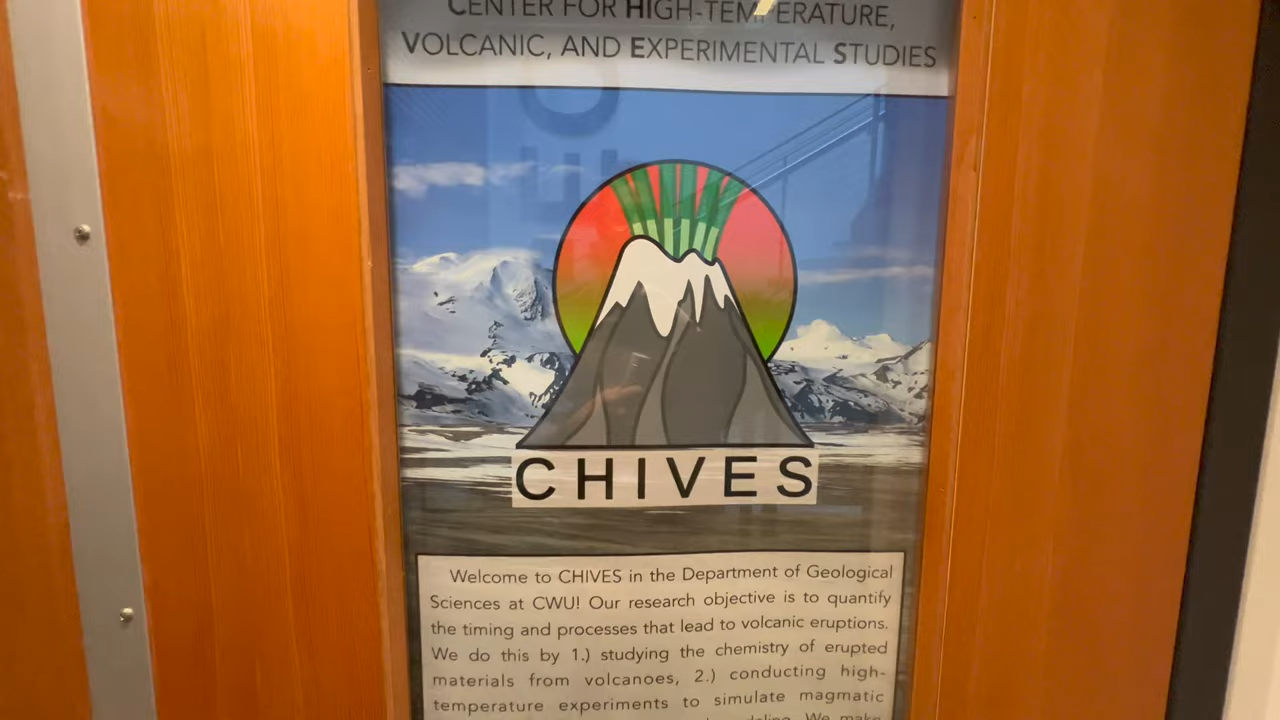 CENTER FOR HIGH-TEMPERATURE,
VOLCANIC, AND EXPERIMENTAL STUDIES
CHIVES
Welcome to CHIVES in the Department of Geological
Sciences at CWU! Our research objective is to quantify
the timing and processes that lead to volcanic eruptions.
We do this by 1.) studying the chemistry of erupted
materials from volcanoes, 2.) conducting high-
temperature experiments to simulate magmatic
We make